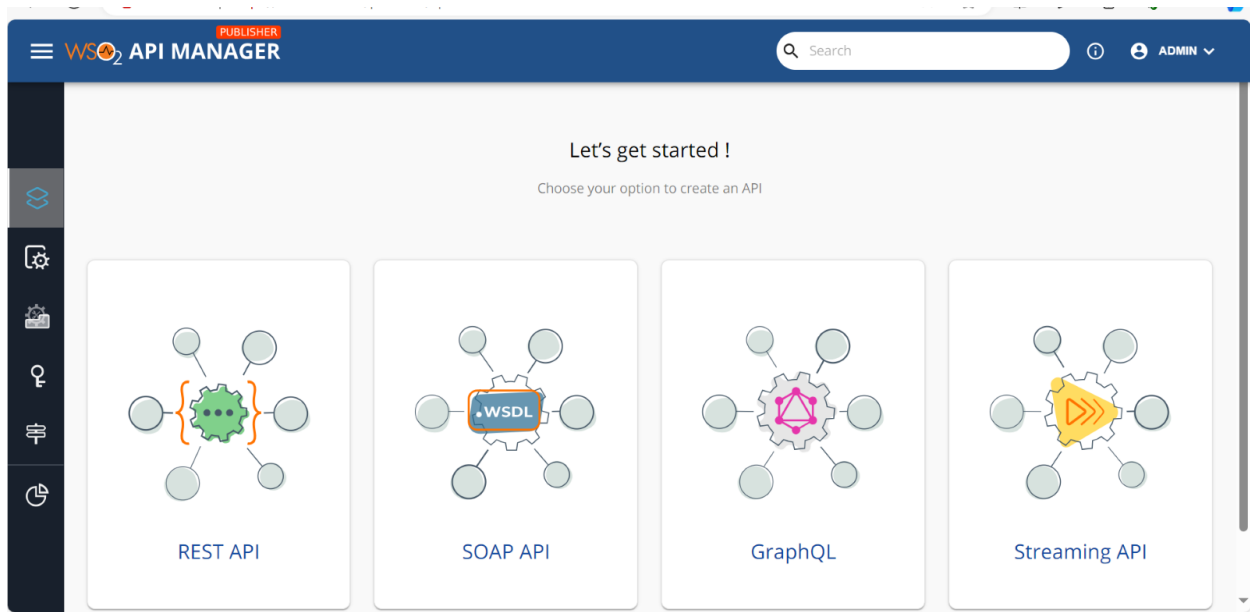 PUBLISHER
WSO2 API MANAGER
Search
ADMIN
Let's get started !
Choose your option to create an API
.WSDL
REST API
SOAP API
GraphQL
Streaming API